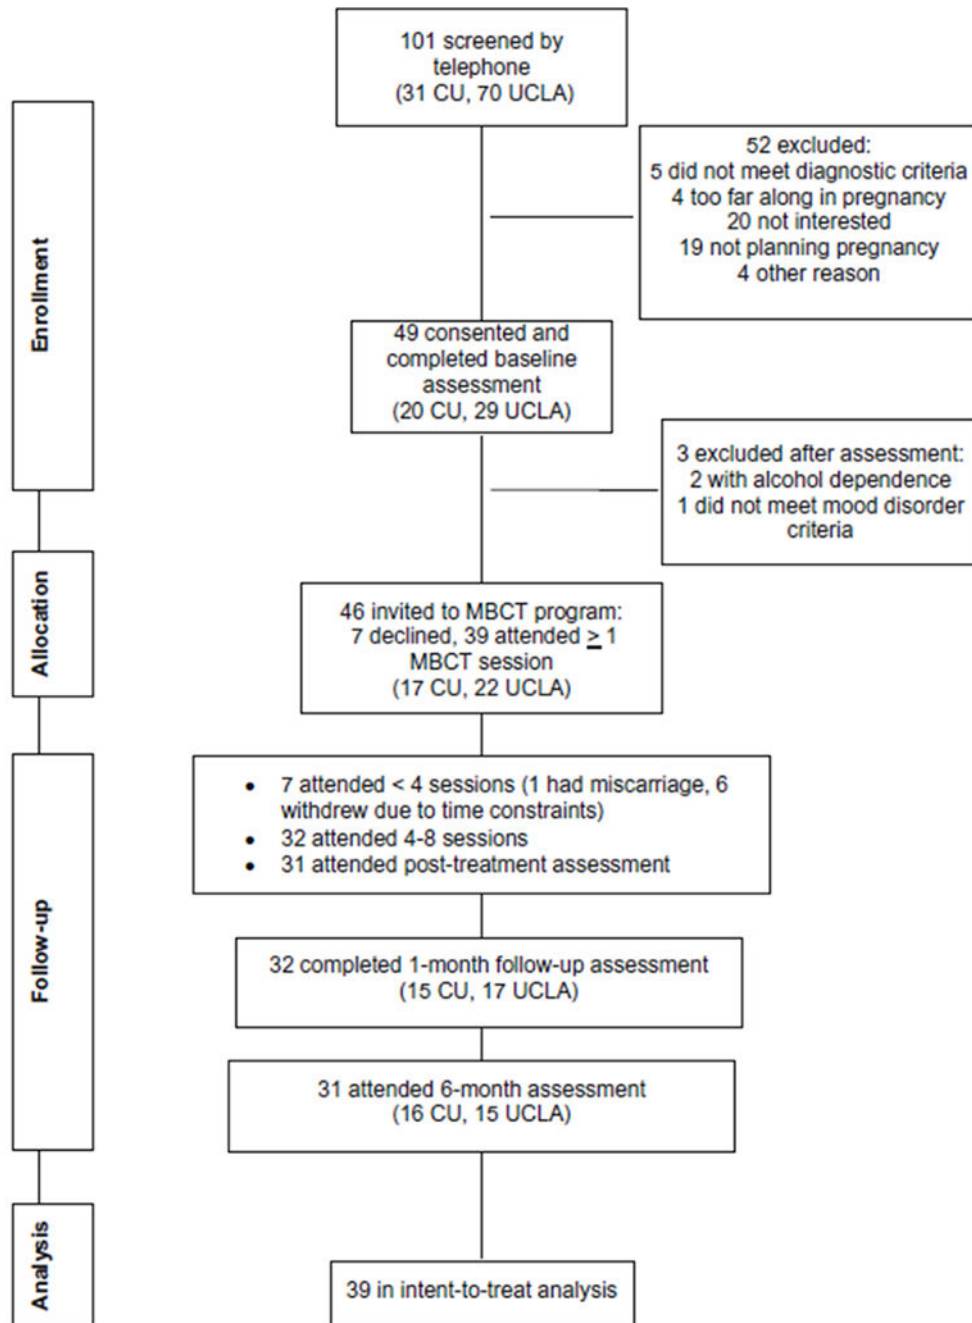 101 screened by
telephone
(31 CU, 70 UCLA)
Enrollment
52 excluded:
5 did not meet diagnostic criteria
4 too far along in pregnancy
20 not interested
19 not planning pregnancy
4 other reason
49 consented and
completed baseline
assessment
(20 CU, 29 UCLA)
3 excluded after assessment:
2 with alcohol dependence
1 did not meet mood disorder
criteria
Allocation
46 invited to MBCT program:
7 declined, 39 attended ≥ 1
MBCT session
(17 CU, 22 UCLA)
Follow-up
• 7 attended < 4 sessions (1 had miscarriage, 6
withdrew due to time constraints)
• 32 attended 4-8 sessions
• 31 attended post-treatment assessment
32 completed 1-month follow-up assessment
(15 CU, 17 UCLA)
31 attended 6-month assessment
(16 CU, 15 UCLA)
Analysis
39 in intent-to-treat analysis